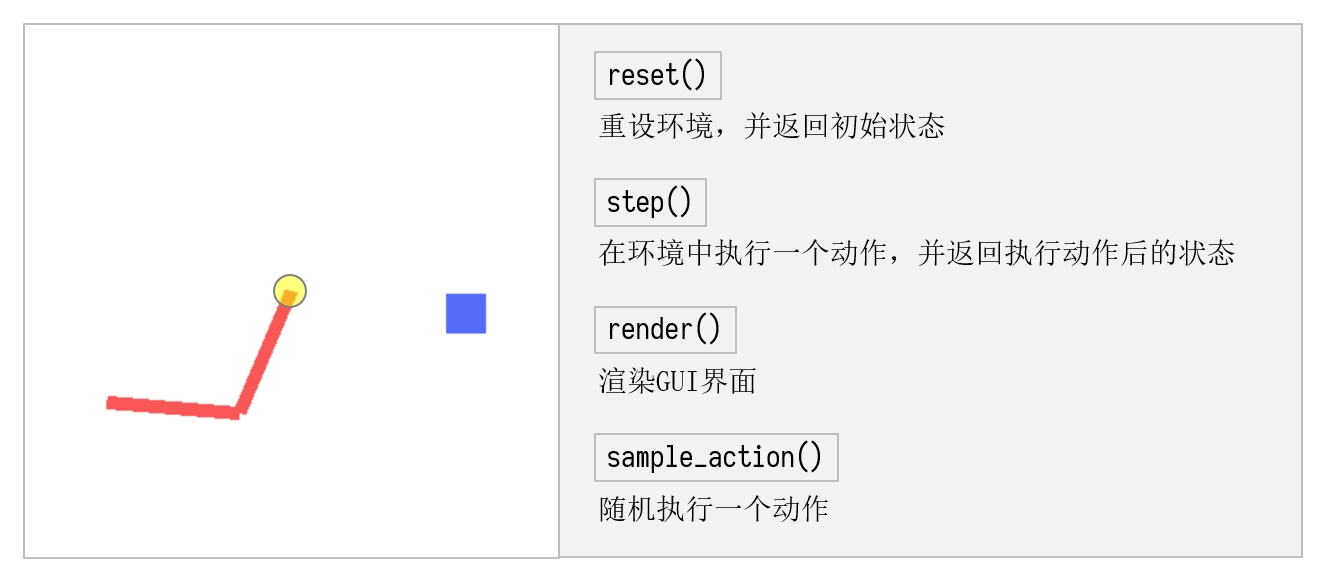 reset()
重设环境，并返回初始状态
step()
在环境中执行一个动作，并返回执行动作后的状态
render()
渲染GUI界面
sample_action()
随机执行一个动作